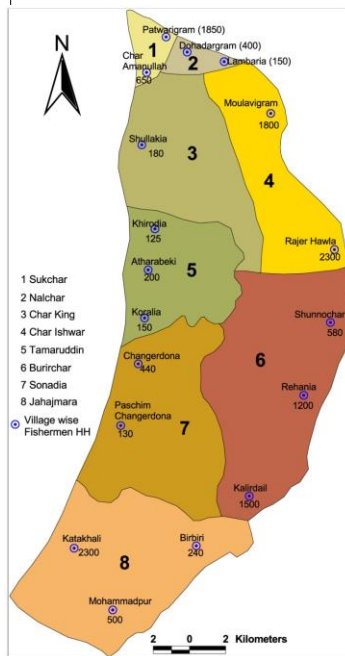 Patwarigram (1850)
N
Dohadargram (400)
1
Char
Amanullah
650
2
Lambaria (150)
Moulavigram
1800
Shullakia
180
3
4
Khirodia
125
Rajer Hawla
2300
Atharabeki
200
5
1 Sukchar
2 Nalchar
3 Char King
4 Char Ishwar
5 Tamaruddin
6 Burirchar
7 Sonadia
8 Jahajmara
Village wise
Fishermen HH
Koralia
150
Shunnochar
580
Changerdona
440
6
Rehania
1200
Paschim
Changerdona
130
7
Kalirdail
1500
Katakhali
2300
Birbiri
240
8
Mohammadpur
500
2 0 2 Kilometers